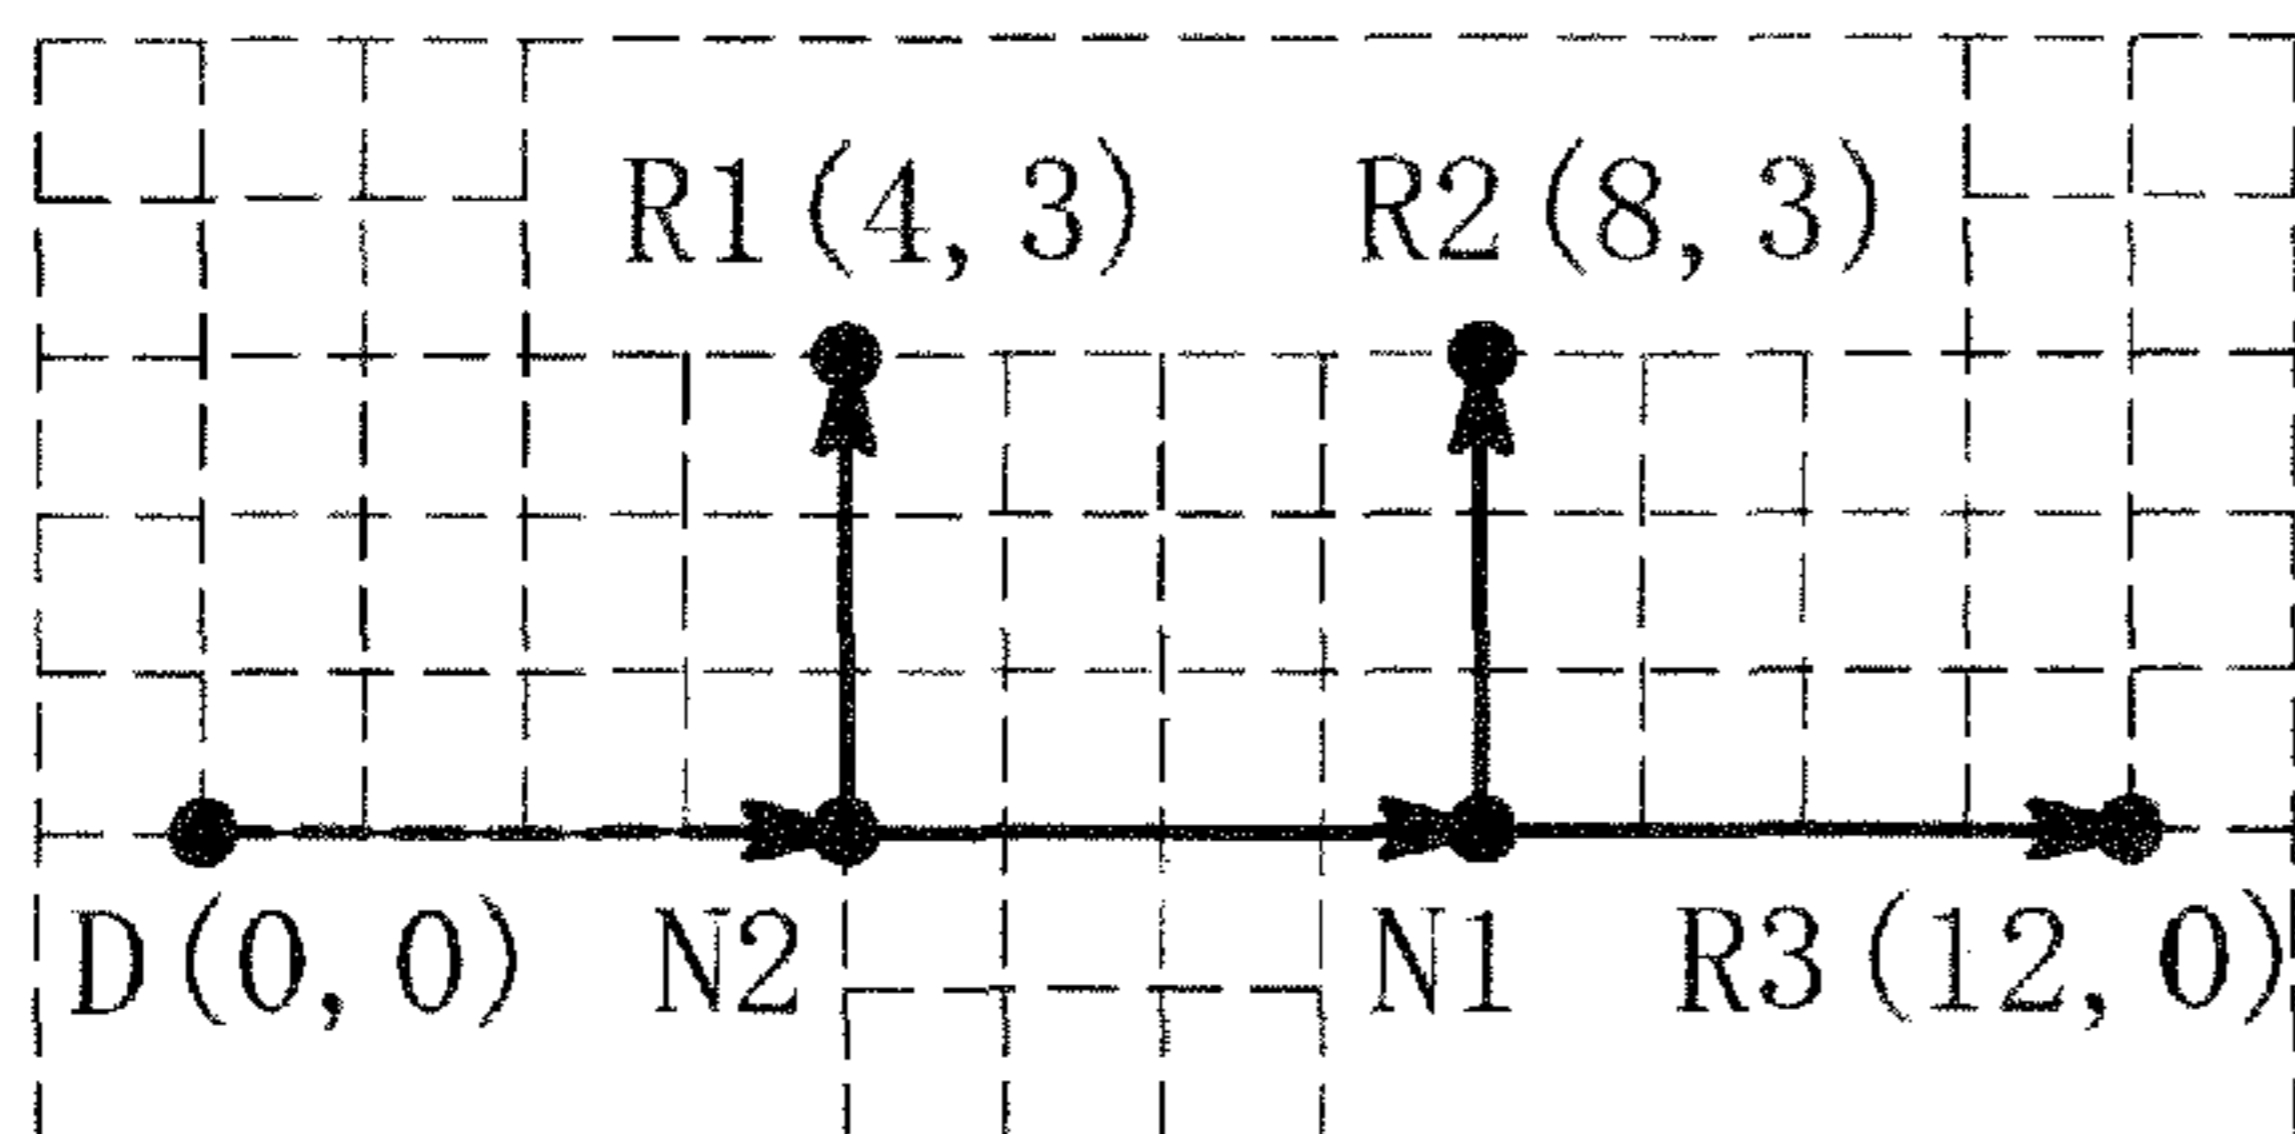 R1(4, 3) R2(8, 3)
D(0, 0) N2 N1 R3(12, 0)